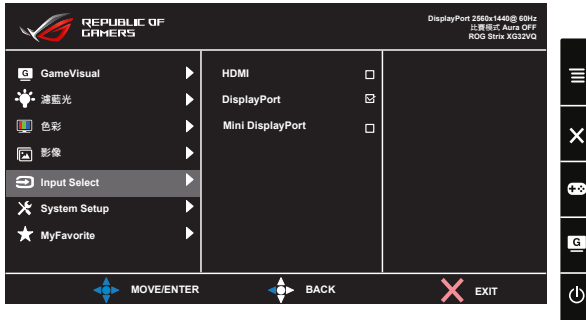 REPUBLIC OF
GAMERS
DisplayPort 2560x1440@ 60Hz
比賽模式 Aura OFF
ROG Strix XG32VQ
G GameVisual
濾藍光
色彩
影像
Input Select
System Setup
MyFavorite
HDMI
DisplayPort
Mini DisplayPort
MOVE/ENTER
BACK
EXIT
G